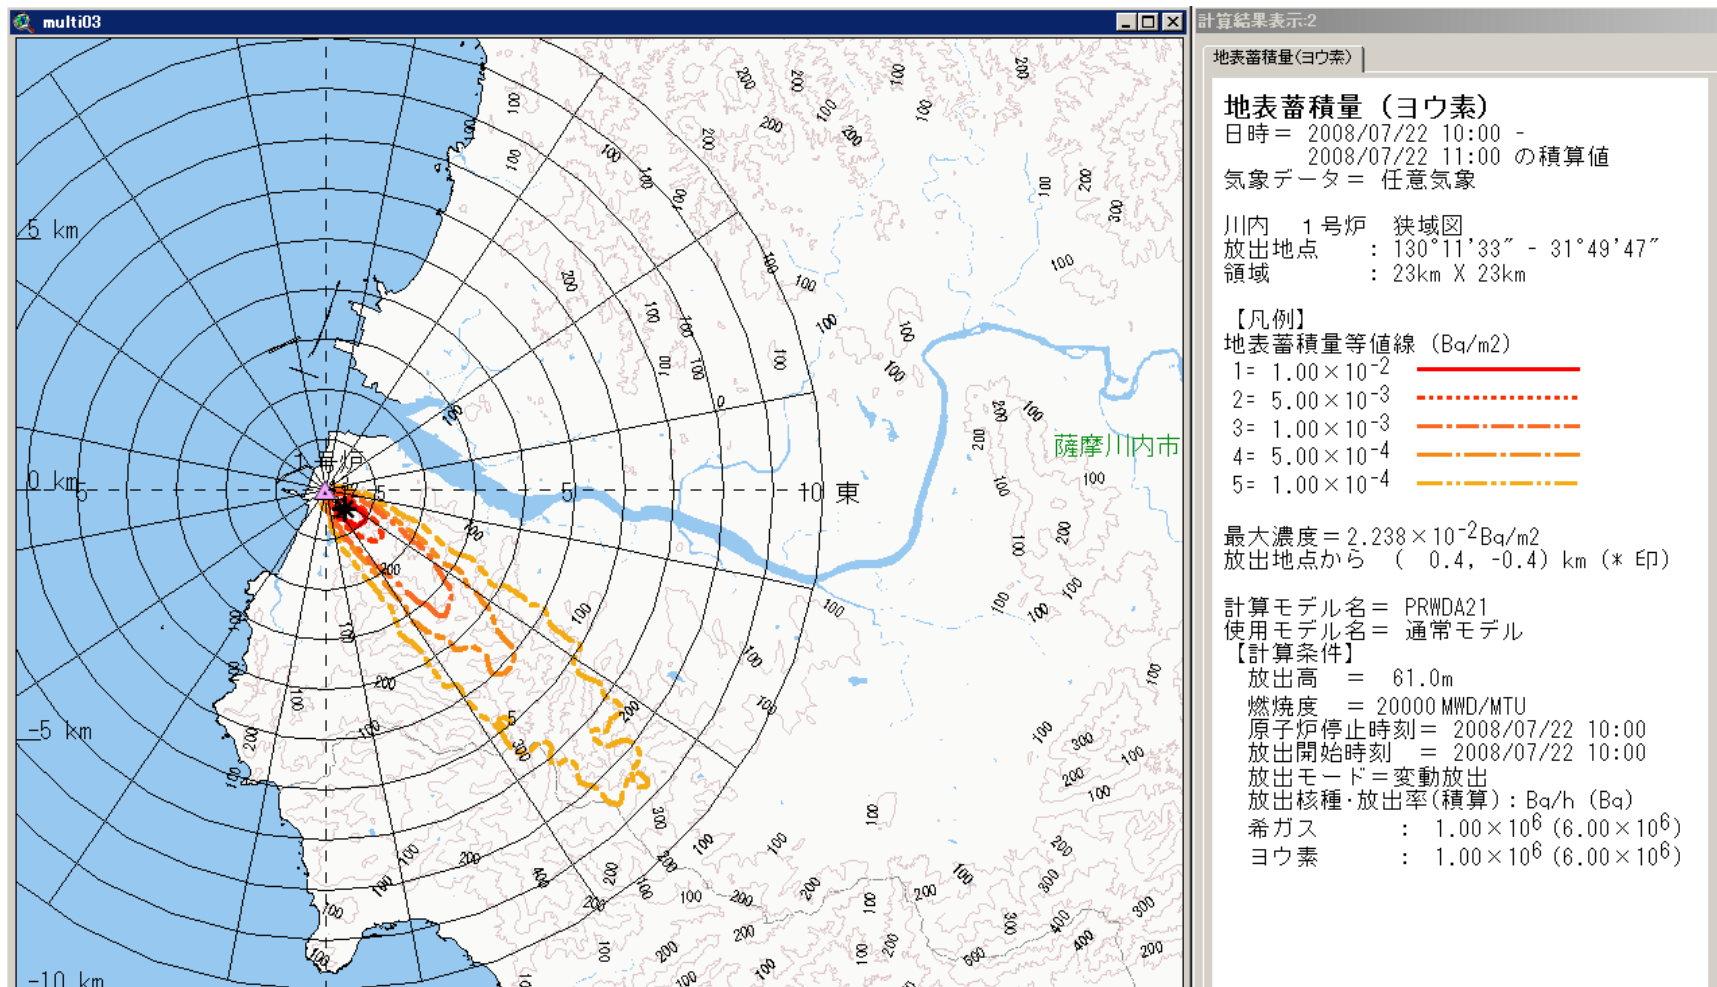 multi03
計算結果表示:2
地表蓄積量(ヨウ素)
地表蓄積量 (ヨウ素)
日時= 2008/07/22 10:00 -
2008/07/22 11:00 の積算値
気象データ= 任意気象
川内 1号炉 狭域図
放出地点 : 130°11'33" - 31°49'47"
領域 : 23km X 23km
【凡例】
地表蓄積量等値線 (Bq/m2)
1= 1.00×10-2
2= 5.00×10-3
3= 1.00×10-3
4= 5.00×10-4
5= 1.00×10-4
最大濃度=2.238×10-2Bq/m2
放出地点から ( 0.4, -0.4) km (* 印)
計算モデル名= PRWDA21
使用モデル名= 通常モデル
【計算条件】
放出高 = 61.0m
燃焼度 = 20000MWD/MTU
原子炉停止時刻= 2008/07/22 10:00
放出開始時刻 = 2008/07/22 10:00
放出モード=変動放出
放出核種・放出率(積算):Bq/h (Bq)
希ガス : 1.00×106(6.00×106)
ヨウ素 : 1.00×106(6.00×106)
5 km
0 km
-5 km
-10 km
号炉
5
5
10 東
薩摩川内市